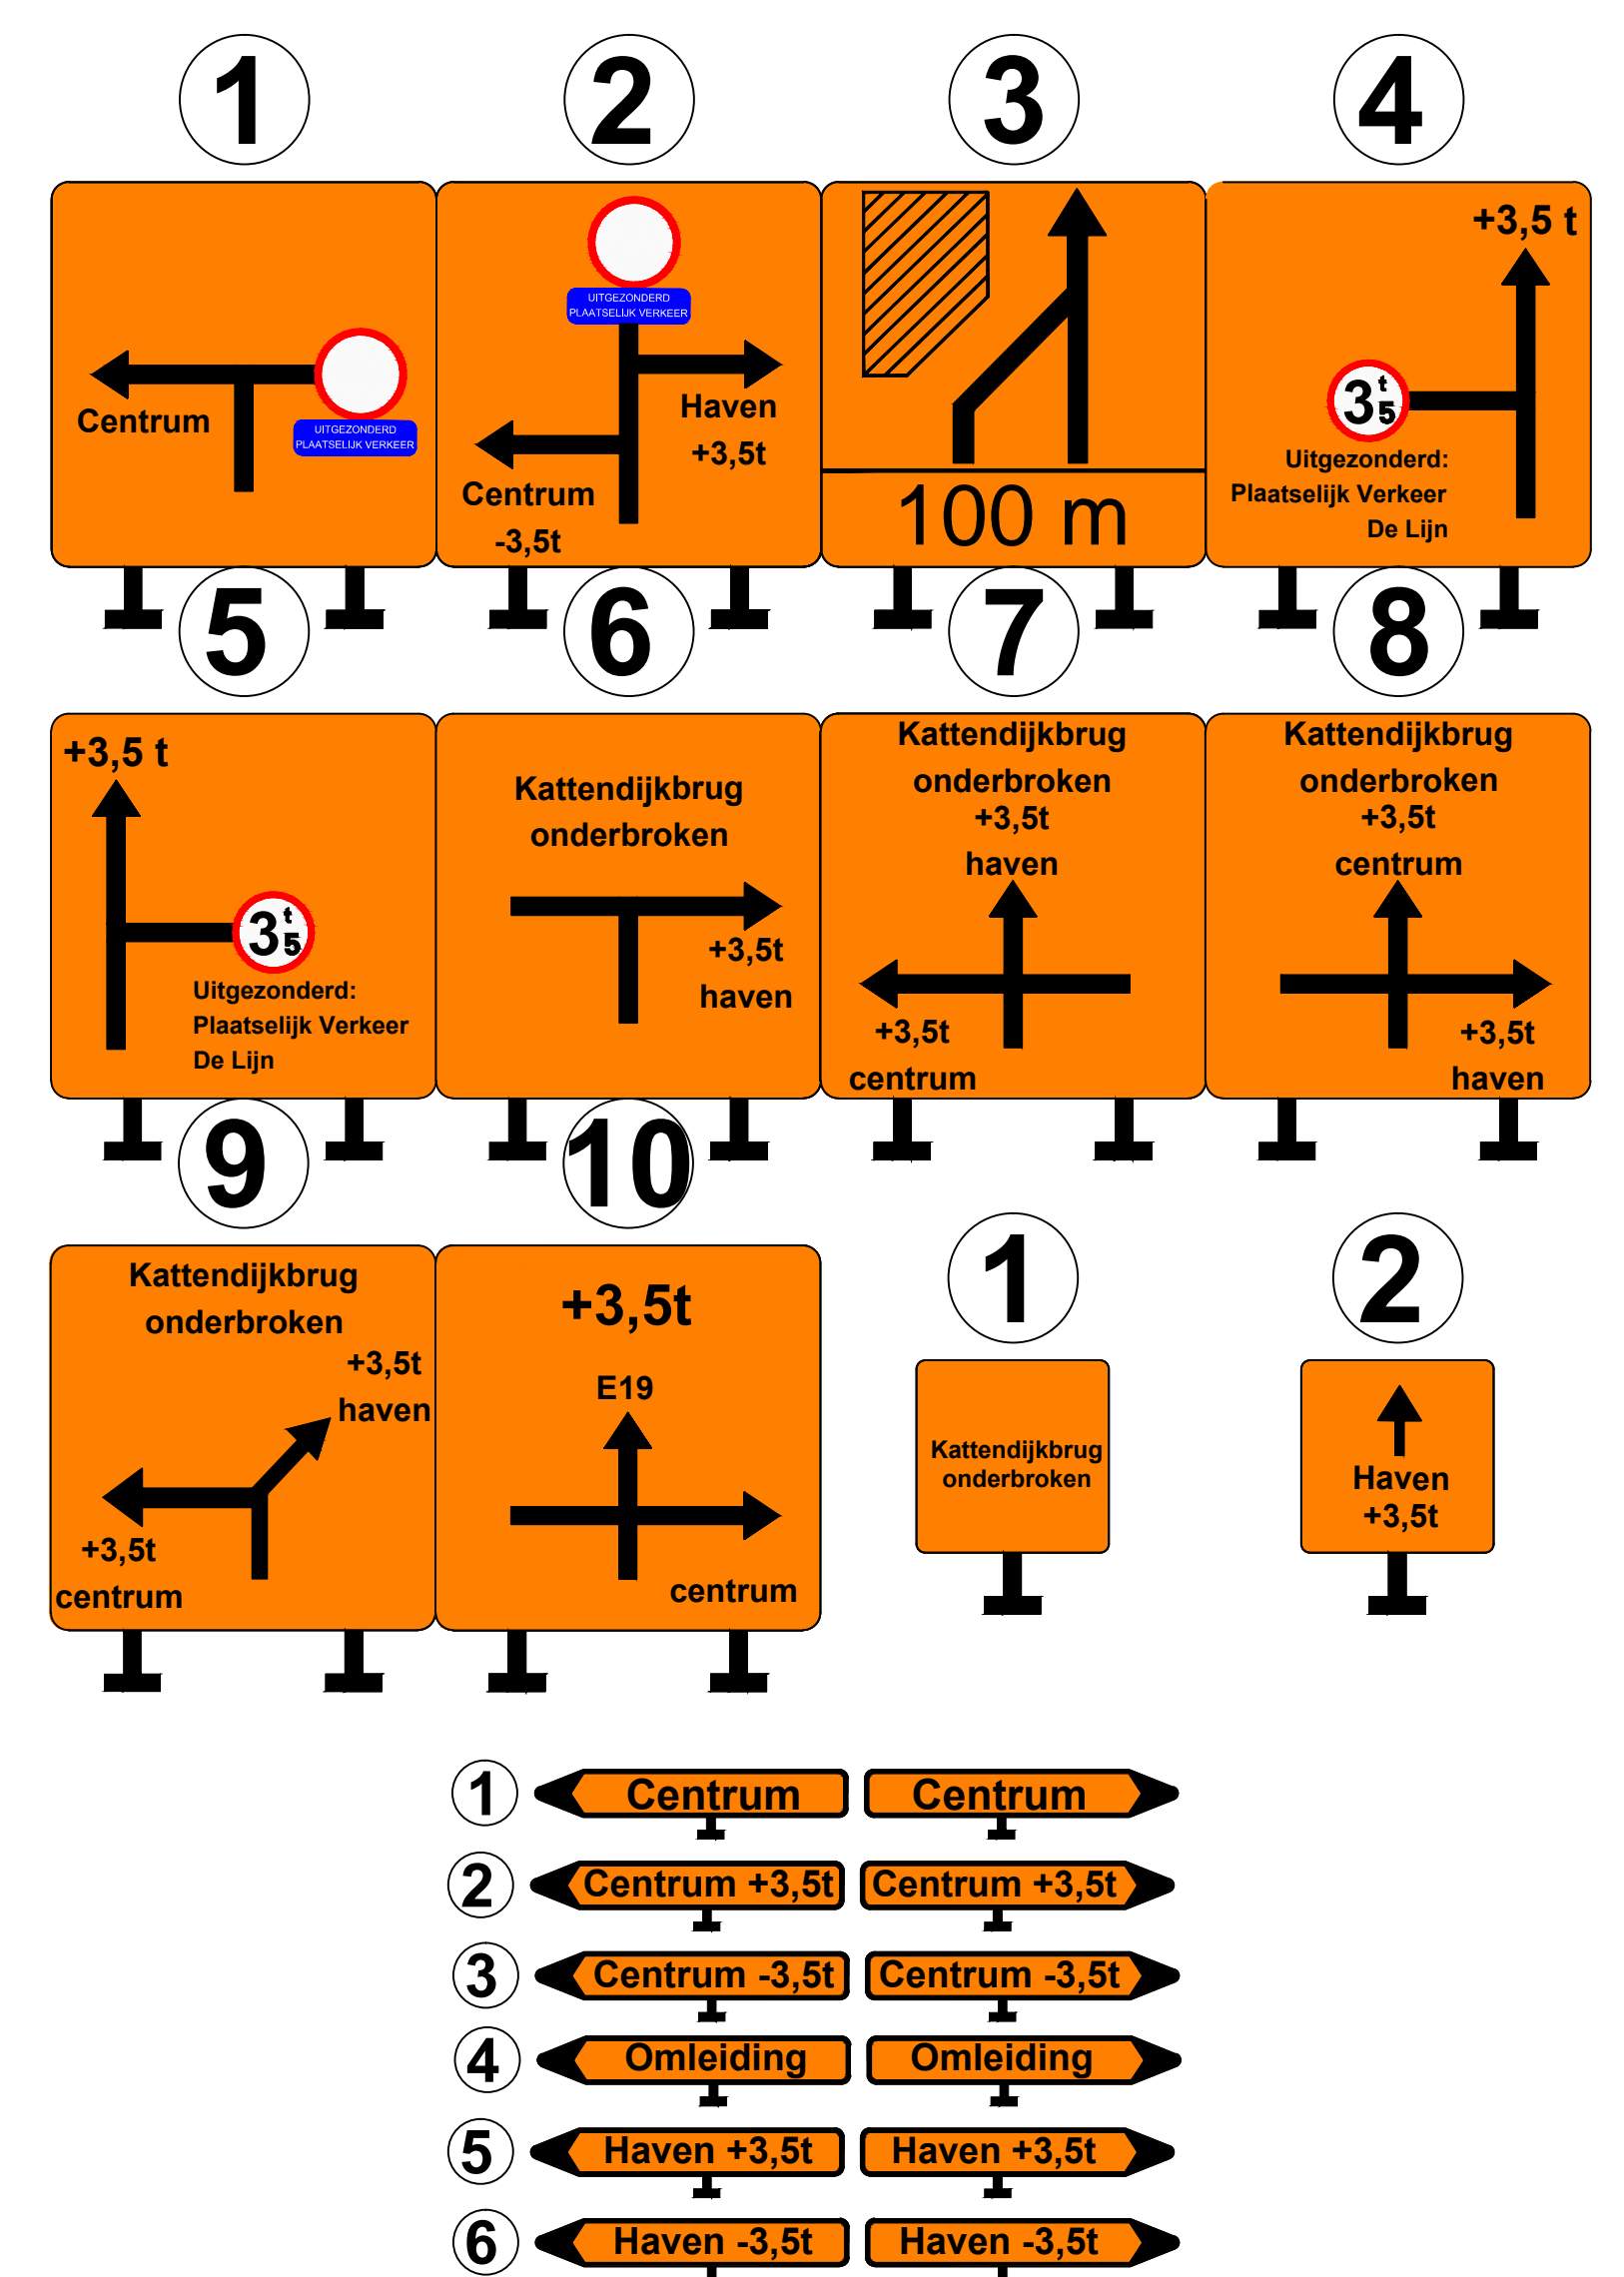 1
2
3
4
Centrum
UITGEZONDERD
PLAATSELIJK VERKEER
UITGEZONDERD
PLAATSELIJK VERKEER
Haven
+3,5t
Centrum
-3,5t
100 m
+3,5 t
3 t 5
Uitgezonderd:
Plaatselijk Verkeer
De Lijn
5
6
7
8
+3,5 t
3 t 5
Uitgezonderd:
Plaatselijk Verkeer
De Lijn
Kattendijkbrug
onderbroken
+3,5t
haven
Kattendijkbrug
onderbroken
+3,5t
haven
+3,5t
centrum
Kattendijkbrug
onderbroken
+3,5t
centrum
+3,5t
haven
9
10
1
2
Kattendijkbrug
onderbroken
+3,5t
haven
+3,5t
centrum
+3,5t
E19
centrum
Kattendijkbrug
onderbroken
Haven
+3,5t
1 Centrum Centrum
2 Centrum +3,5t Centrum +3,5t
3 Centrum -3,5t Centrum -3,5t
4 Omleiding Omleiding
5 Haven +3,5t Haven +3,5t
6 Haven -3,5t Haven -3,5t